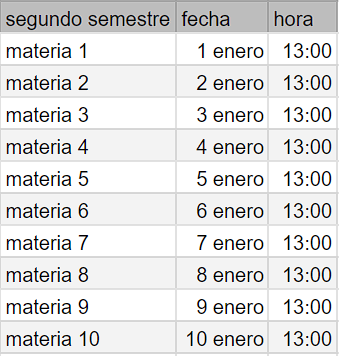 segundo semestre fecha hora
materia 1 1 enero 13:00
materia 2 2 enero 13:00
materia 3 3 enero 13:00
materia 4 4 enero 13:00
materia 5 5 enero 13:00
materia 6 6 enero 13:00
materia 7 7 enero 13:00
materia 8 8 enero 13:00
materia 9 9 enero 13:00
materia 10 10 enero 13:00